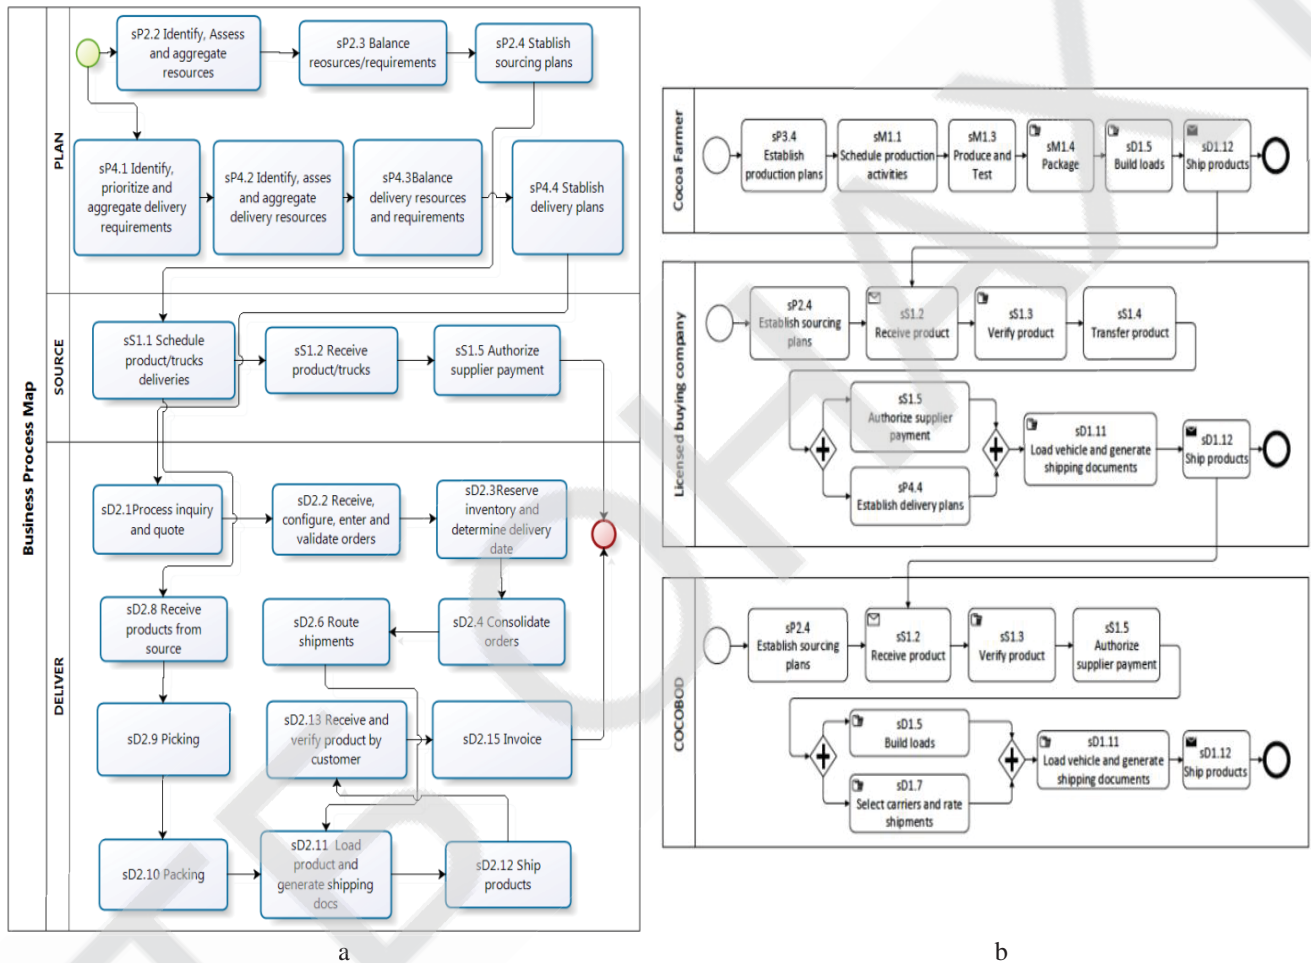 Business Process Map
PLAN
sP2.2 Identify, Assess
and aggregate
resources
sP2.3 Balance
reosurces/requirements
sP2.4 Stablish
sourcing plans
sP4.1 Identify,
prioritize and
aggregate delivery
requirements
sP4.2 Identify, asses
and aggregate
delivery resources
sP4.3Balance
delivery resources
and requirements
sP4.4 Stablish
delivery plans
SOURCE
sS1.1 Schedule
product/trucks
deliveries
sS1.2 Receive
product/trucks
sS1.5 Authorize
supplier payment
DELIVER
sD2.1Process inquiry
and quote
sD2.2 Receive,
configure, enter and
validate orders
sD2.3Reserve
inventory and
determine delivery
date
sD2.8 Receive
products from
source
sD2.6 Route
shipments
sD2.4 Consolidate
orders
sD2.9 Picking
sD2.13 Receive and
verify product by
customer
sD2.15 Invoice
sD2.10 Packing
sD2.11 Load
product and
generate shipping
docs
sD2.12 Ship
products
a
Cocoa Farmer
sP3.4
Establish
production plans
sM1.1
Schedule production
activities
sM1.3
Produce and
Test
sM1.4
Package
sD1.5
Build loads
sD1.12
Ship products
Licensed buying company
sP2.4
Establish sourcing
plans
sS1.2
Receive product
sS1.3
Verify product
sS1.4
Transfer product
sS1.5
Authorize supplier
payment
sP4.4
Establish delivery plans
sD1.11
Load vehicle and generate
shipping documents
sD1.12
Ship products
COCOBOD
sP2.4
Establish sourcing
plans
sS1.2
Receive product
sS1.3
Verify product
sS1.5
Authorize
supplier payment
sD1.5
Build loads
sD1.7
Select carriers and rate
shipments
sD1.11
Load vehicle and generate
shipping documents
sD1.12
Ship products
b